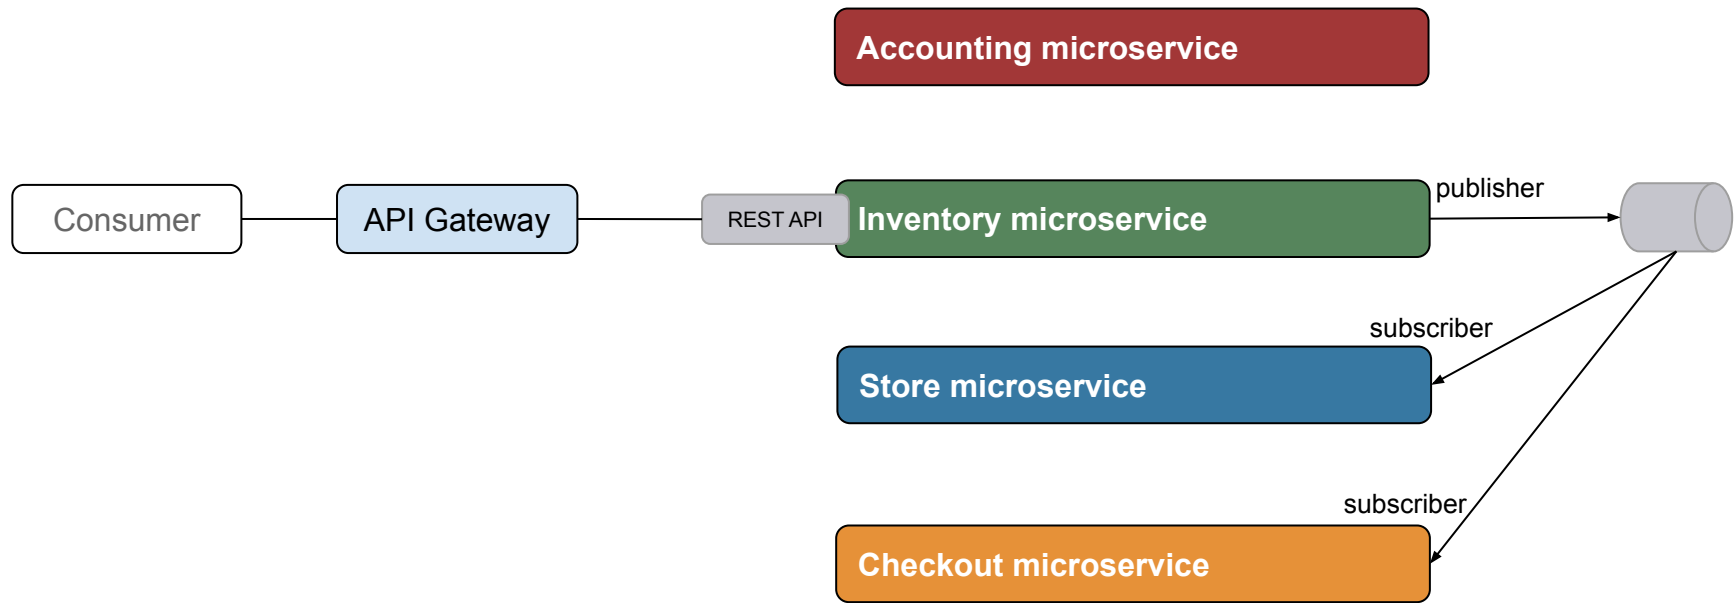 Accounting microservice
Consumer
API Gateway
REST API
Inventory microservice
publisher
subscriber
Store microservice
subscriber
Checkout microservice